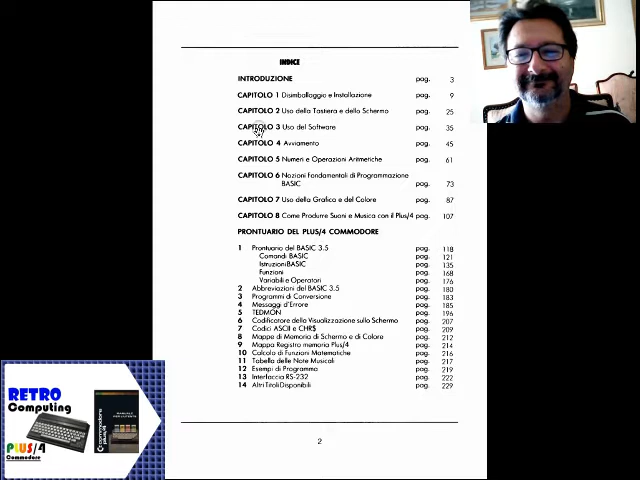 INDICE
INTRODUZIONE pag. 3
CAPITOLO 1 Disimballaggio e Installazione pag. 9
CAPITOLO 2 Uso della Tastiera e dello Schermo pag. 25
CAPITOLO 3 Uso del Software pag. 35
CAPITOLO 4 Avviamento pag. 45
CAPITOLO 5 Numeri e Operazioni Aritmetiche pag. 61
CAPITOLO 6 Nozioni Fondamentali di Programmazione
BASIC pag. 73
CAPITOLO 7 Uso della Grafica e del Colore pag. 87
CAPITOLO 8 Come Produrre Suoni e Musica con il Plus/4 pag. 107
PRONTUARIO DEL PLUS/4 COMMODORE
1 Prontuario del BASIC 3.5 pag. 118
Comandi BASIC pag. 121
Istruzioni BASIC pag. 135
Funzioni pag. 168
Variabili e Operatori pag. 176
2 Abbreviazioni del BASIC 3.5 pag. 180
3 Programmi di Conversione pag. 183
4 Messaggi d'Errore pag. 185
5 TEDMON pag. 196
6 Codificatore della Visualizzazione sullo Schermo pag. 207
7 Codici ASCII e CHR$ pag. 209
8 Mappe di Memoria di Schermo e di Colore pag. 212
9 Mappa Registro memoria Plus/4 pag. 214
10 Calcolo di Funzioni Matematiche pag. 216
11 Tabella delle Note Musicali pag. 217
12 Esempi di Programma pag. 219
13 Interfaccia RS-232 pag. 222
14 Altri Titoli Disponibili pag. 229
2
RETRO
Computing
PLUS/4
Commodore
MANUALE
PER L'UTENTE
commodore
plus/4